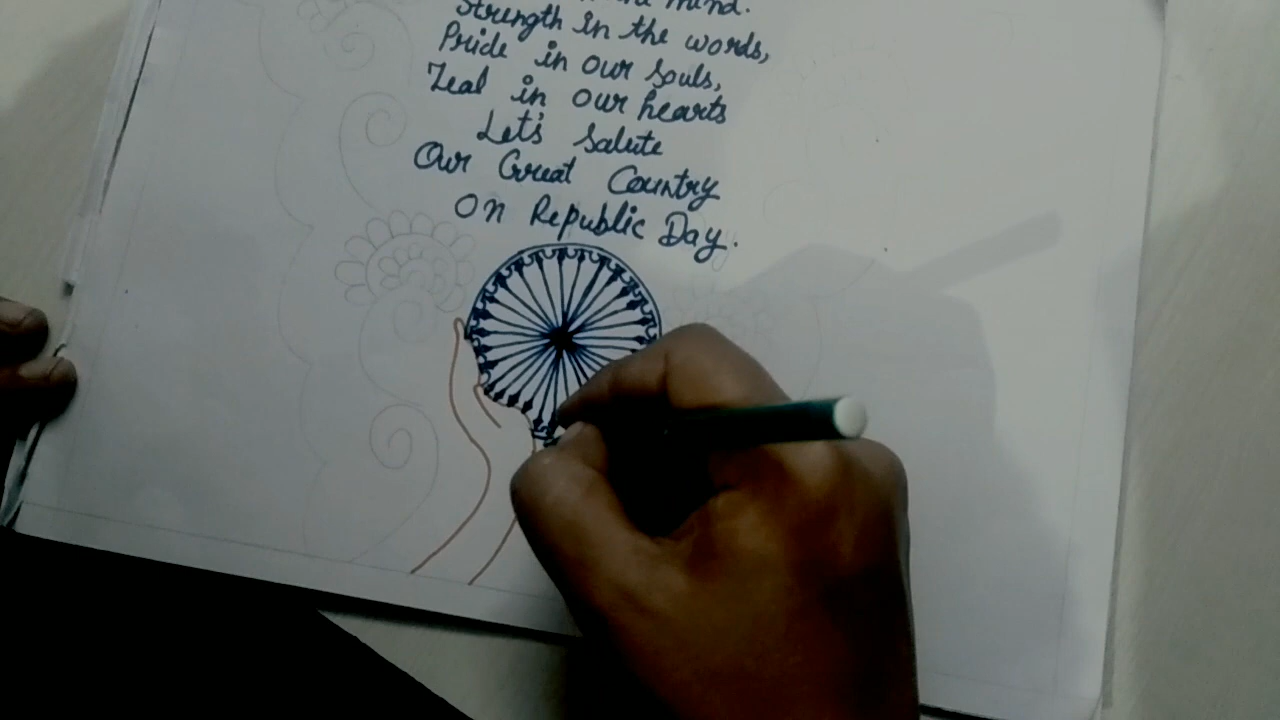 mind.
Strength in the words,
Pride in our souls,
Zeal in our hearts
Let's Salute
Our Great Country
On Republic Day.